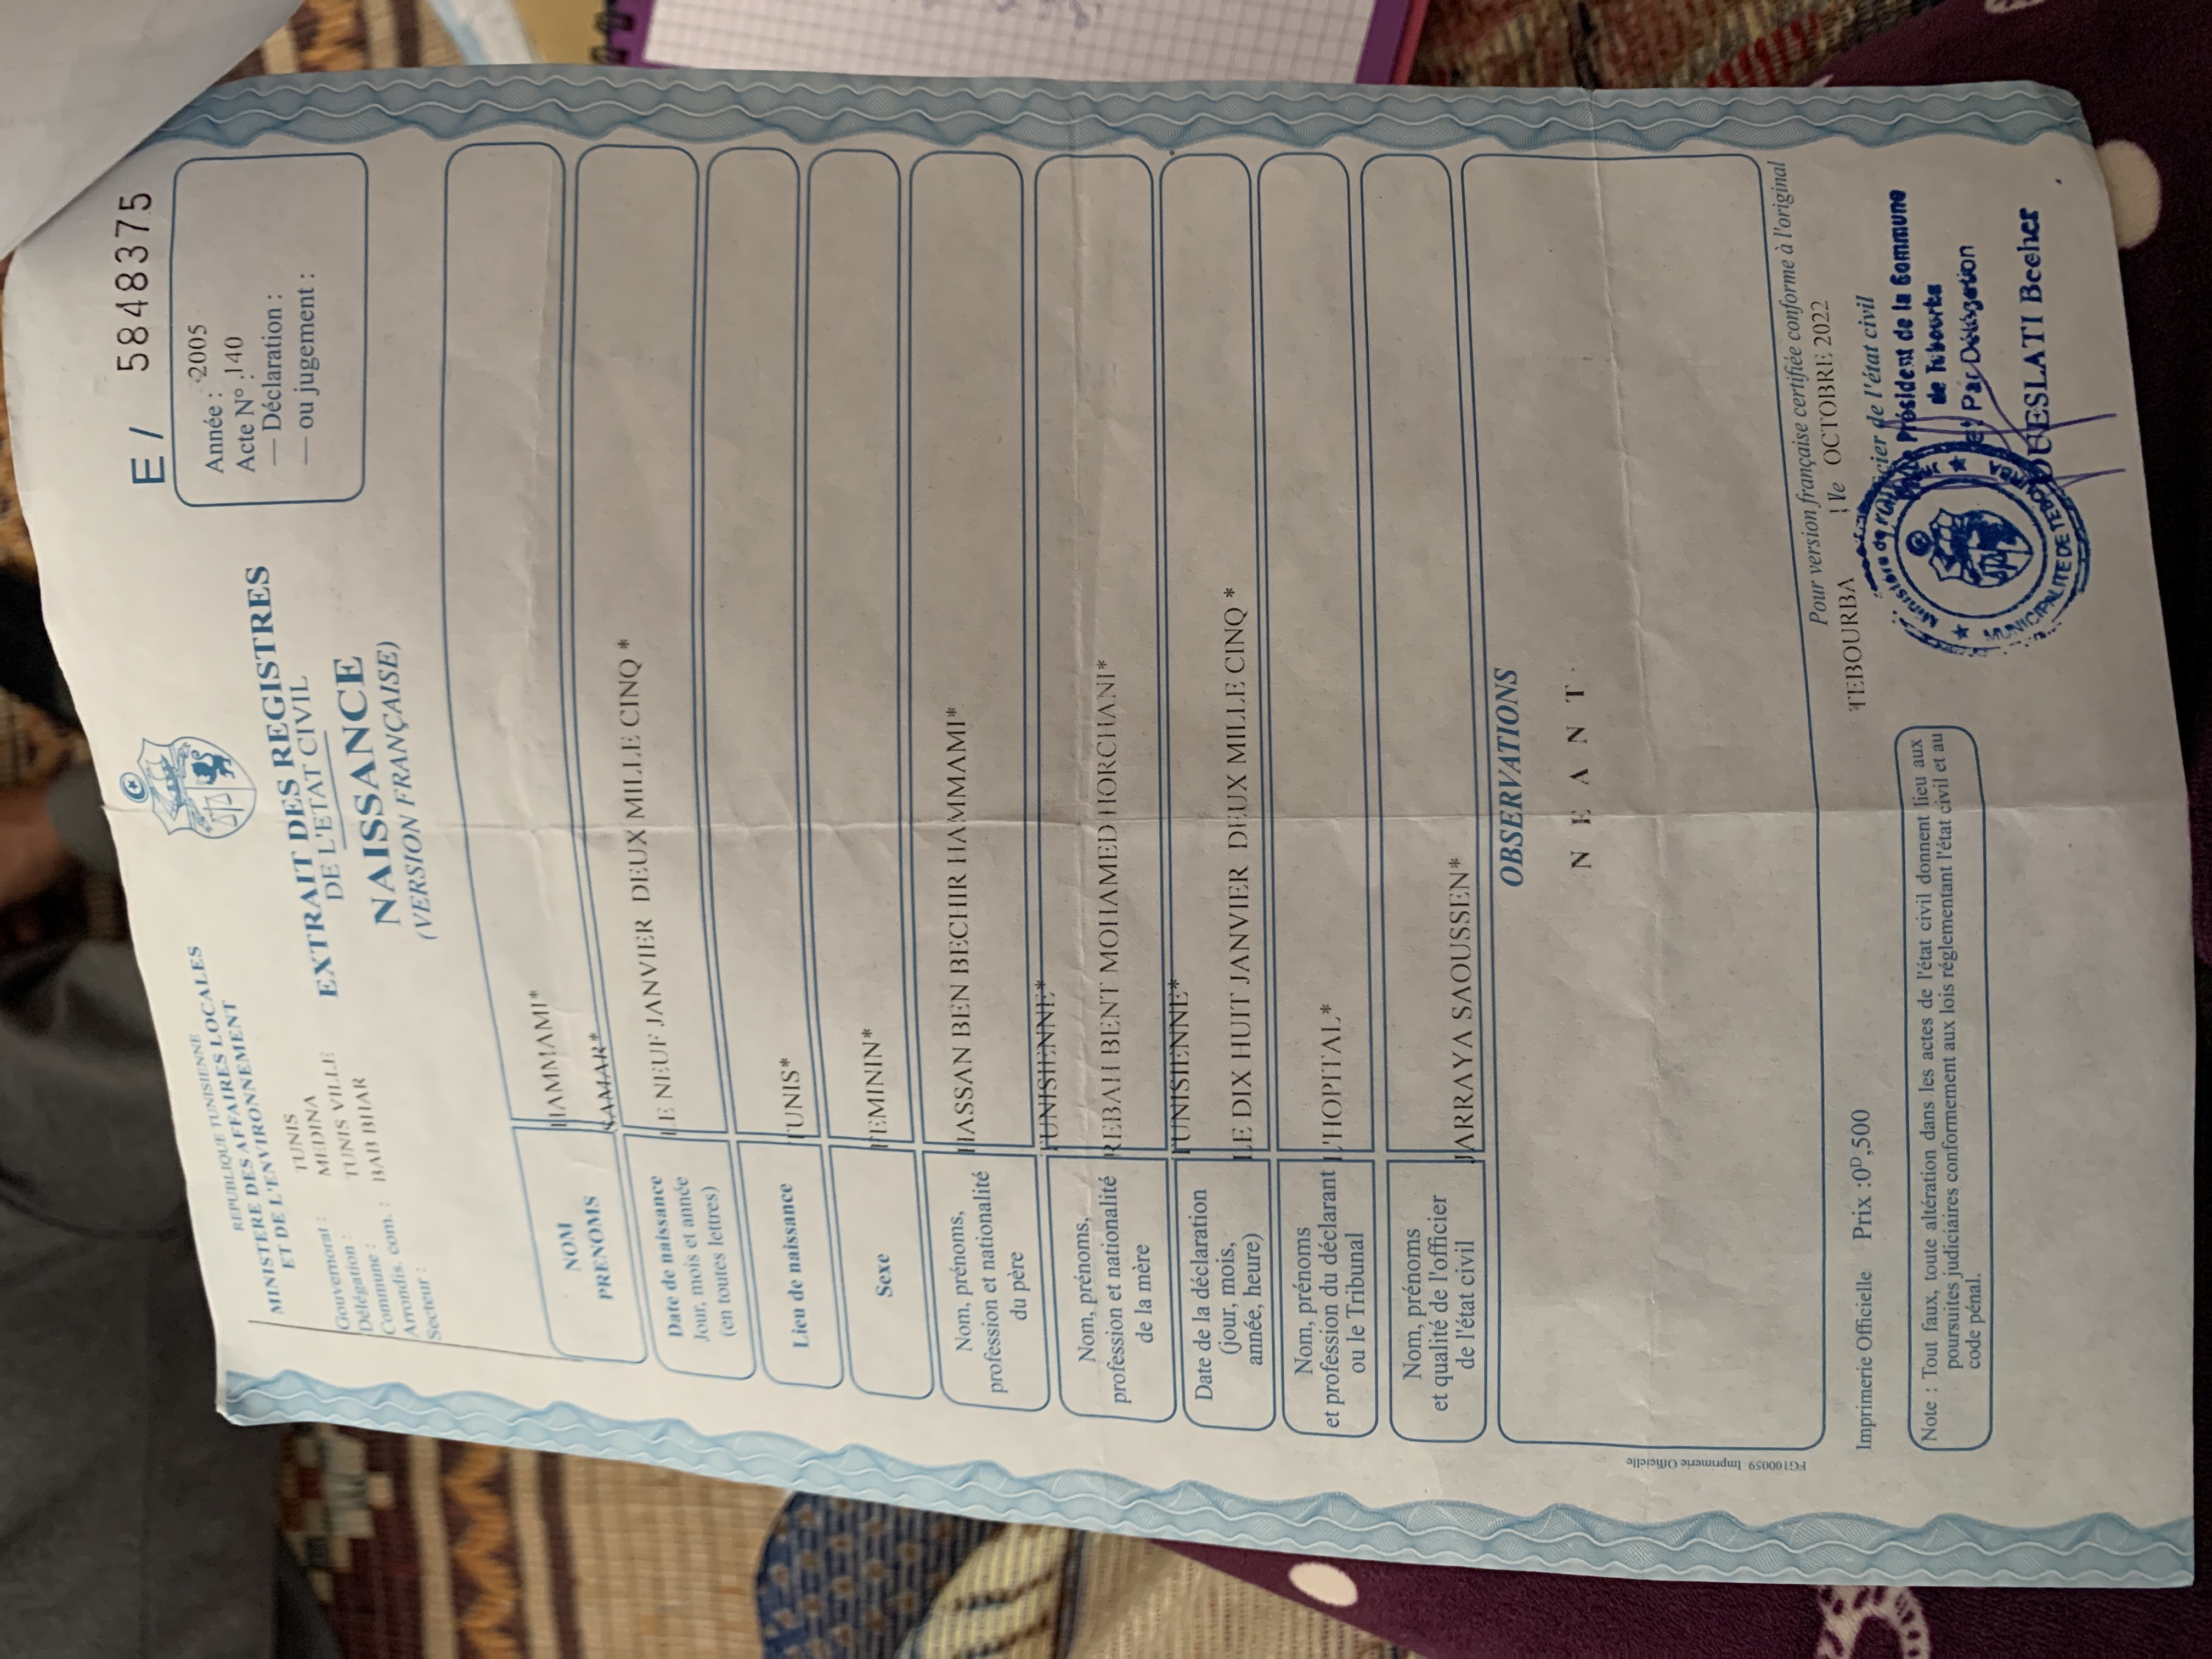 E / 5848375
REPUBLIQUE TUNISIENNE
MINISTERE DES AFFAIRES LOCALES
ET DE L'ENVIRONNEMENT
Gouvernorat : TUNIS
Délégation : MEDINA
Commune : TUNIS VILLE
Arrondis. com. : BAB BHAR
Secteur :
EXTRAIT DES REGISTRES
DE L'ETAT CIVIL
NAISSANCE
(VERSION FRANÇAISE)
Année : 2005
Acte N° : 140
— Déclaration :
— ou jugement :
NOM HAMMAMI*
PRENOMS SAMAR*
Date de naissance
Jour, mois et année
(en toutes lettres)
LE NEUF JANVIER DEUX MILLE CINQ *
Lieu de naissance TUNIS*
Sexe FEMININ*
Nom, prénoms,
profession et nationalité
du père
HASSAN BEN BECHIR HAMMAMI*
TUNISIENNE*
Nom, prénoms,
profession et nationalité
de la mère
REBAH BENT MOHAMED HORCHANI*
TUNISIENNE*
Date de la déclaration
(jour, mois,
année, heure)
LE DIX HUIT JANVIER DEUX MILLE CINQ *
Nom, prénoms
et profession du déclarant
ou le Tribunal
L'HOPITAL*
Nom, prénoms
et qualité de l'officier
de l'état civil
JARRAYA SAOUSSEN*
OBSERVATIONS
N E A N T
Pour version française certifiée conforme à l'original
TEBOURBA le OCTOBRE 2022
de l'état civil
Président de la Commune
de Tebourba
Par Délégation
OUESLATI Becher
MUNICIPALITE DE
Imprimerie Officielle Prix :0ᴰ,500
Note : Tout faux, toute altération dans les actes de l'état civil donnent lieu aux
poursuites judiciaires conformement aux lois réglementant l'état civil et au
code pénal.
FG100059 Imprimerie Officielle